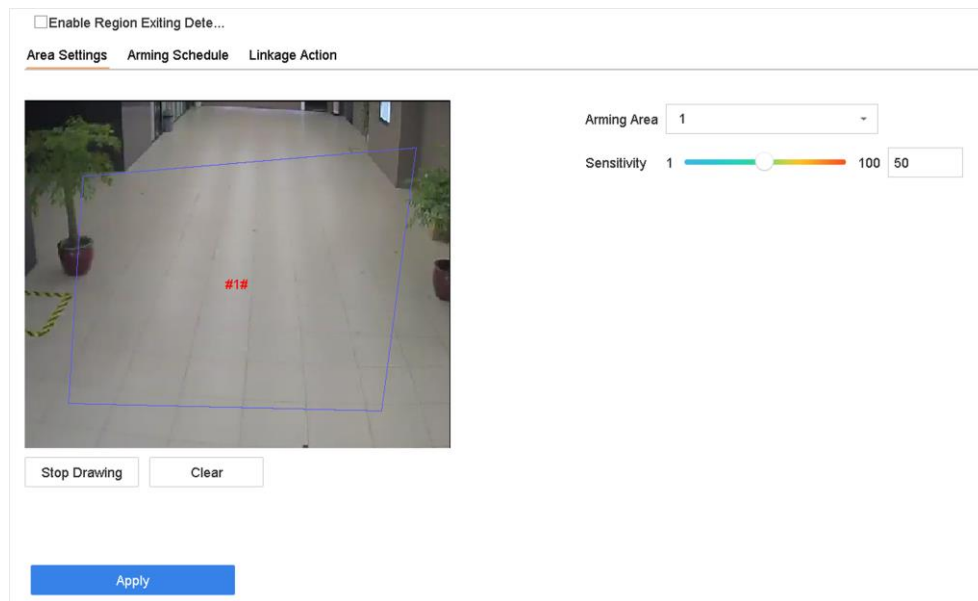 Enable Region Exiting Dete...
Area Settings Arming Schedule Linkage Action
Arming Area 1
Sensitivity 1 100 50
#1#
Stop Drawing Clear
Apply